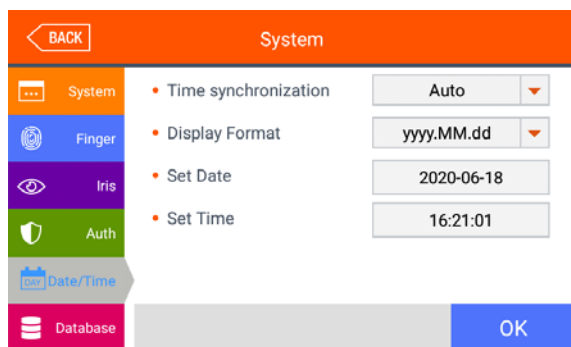 BACK
System
System
Finger
Iris
Auth
DAY Date/Time
Database
• Time synchronization Auto
• Display Format yyyy.MM.dd
• Set Date 2020-06-18
• Set Time 16:21:01
OK